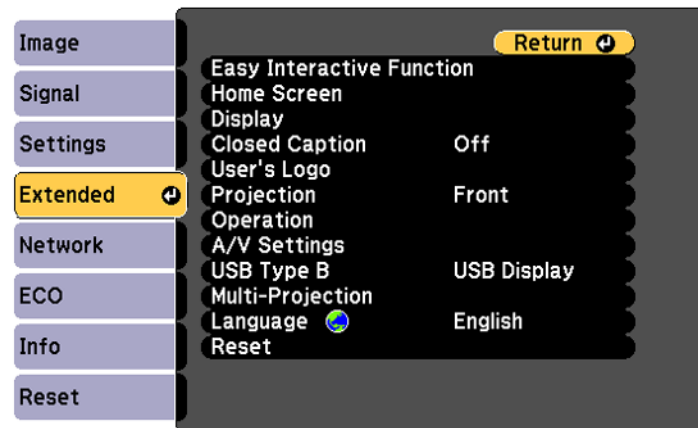 Image
Signal
Settings
Extended
Network
ECO
Info
Reset
Return
Easy Interactive Function
Home Screen
Display
Closed Caption Off
User's Logo
Projection Front
Operation
A/V Settings
USB Type B USB Display
Multi-Projection
Language English
Reset